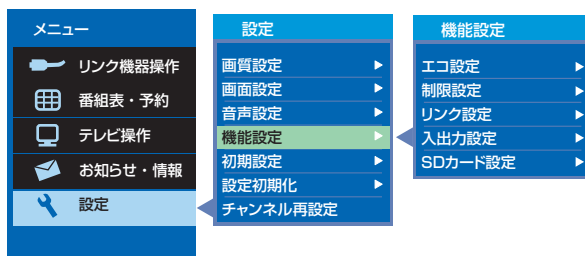 メニュー
リンク機器操作
番組表・予約
テレビ操作
お知らせ・情報
設定
設定
画質設定
画面設定
音声設定
機能設定
初期設定
設定初期化
チャンネル再設定
機能設定
エコ設定
制限設定
リンク設定
入出力設定
SDカード設定